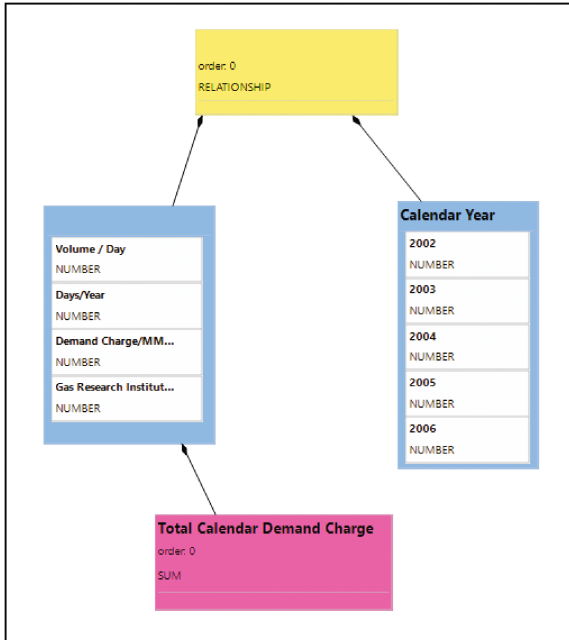 order: 0
RELATIONSHIP
Volume / Day
NUMBER
Days/Year
NUMBER
Demand Charge/MM...
NUMBER
Gas Research Institut...
NUMBER
Calendar Year
2002
NUMBER
2003
NUMBER
2004
NUMBER
2005
NUMBER
2006
NUMBER
Total Calendar Demand Charge
order: 0
SUM